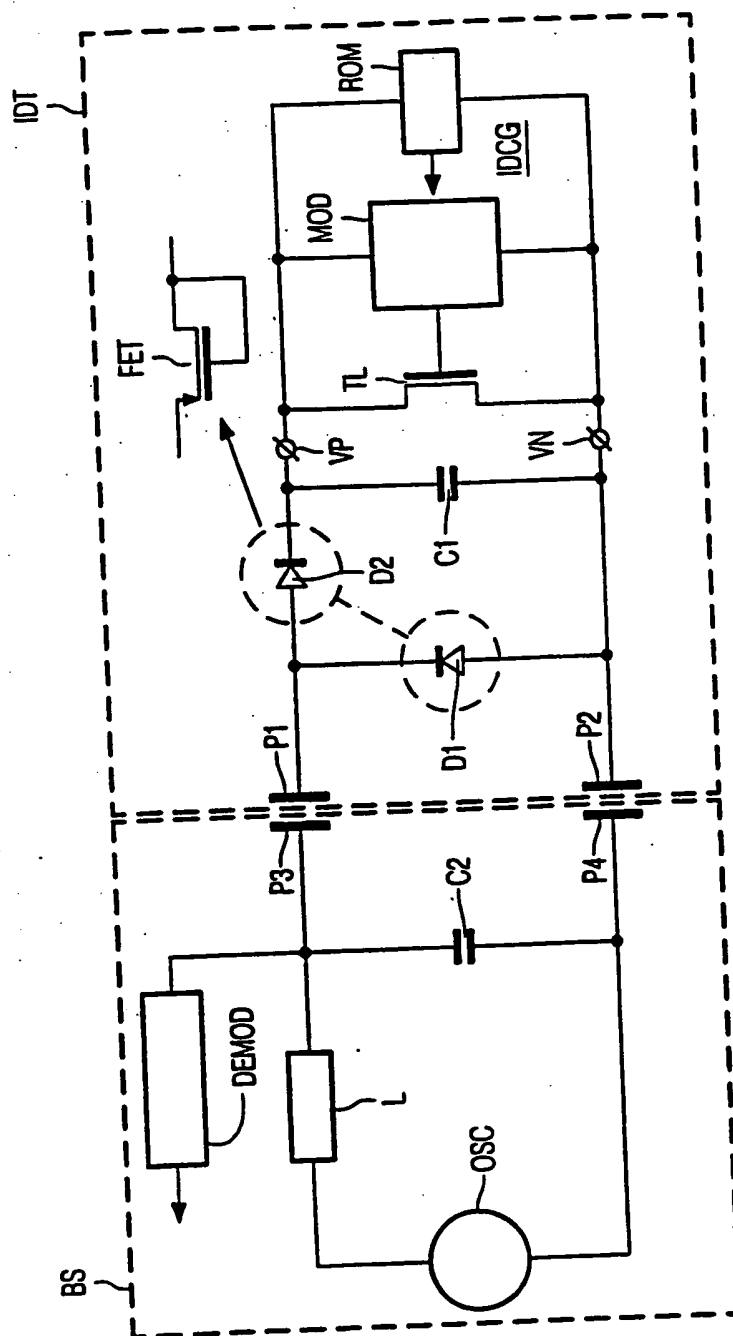 IDT
ROM
IDCG
MOD
FET
TL
VP
VN
D2
C1
D1
P1
P2
P3
P4
C2
DEMOD
L
OSC
BS